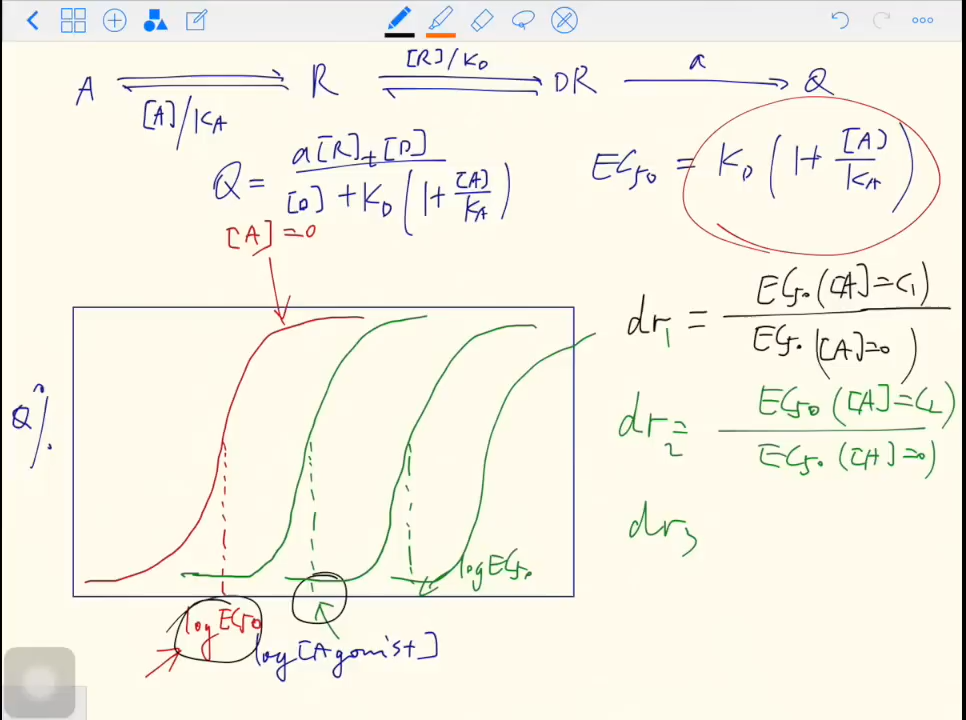 A ⇌ R ⇌ DR → Q
[A]/KA
[R]/KD
a
Q = a[R]t[D] / [D] + KD (1 + [A]/KA)
EC50 = KD (1 + [A]/KA)
[A] = 0
dr1 = EC50 ([A]=C1) / EC50 ([A]=0)
dr2 = EC50 ([A]=C2) / EC50 ([A]=0)
dr3
Q%
log EC50
log EC50
log [Agonist]